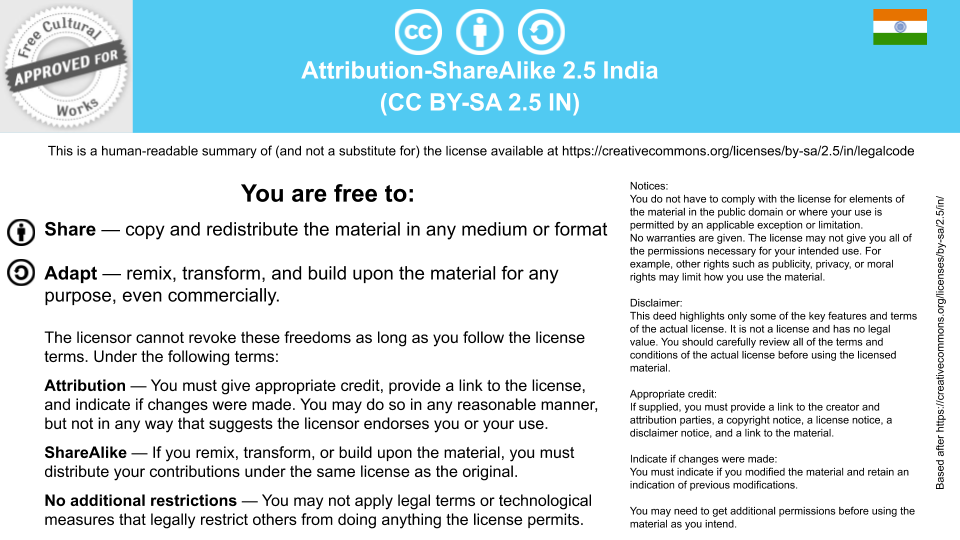 Free Cultural
APPROVED FOR
Works
cc
Attribution-ShareAlike 2.5 India
(CC BY-SA 2.5 IN)
This is a human-readable summary of (and not a substitute for) the license available at https://creativecommons.org/licenses/by-sa/2.5/in/legalcode
You are free to:
Share — copy and redistribute the material in any medium or format
Adapt — remix, transform, and build upon the material for any
purpose, even commercially.
The licensor cannot revoke these freedoms as long as you follow the license
terms. Under the following terms:
Attribution — You must give appropriate credit, provide a link to the license,
and indicate if changes were made. You may do so in any reasonable manner,
but not in any way that suggests the licensor endorses you or your use.
ShareAlike — If you remix, transform, or build upon the material, you must
distribute your contributions under the same license as the original.
No additional restrictions — You may not apply legal terms or technological
measures that legally restrict others from doing anything the license permits.
Notices:
You do not have to comply with the license for elements of
the material in the public domain or where your use is
permitted by an applicable exception or limitation.
No warranties are given. The license may not give you all of
the permissions necessary for your intended use. For
example, other rights such as publicity, privacy, or moral
rights may limit how you use the material.
Disclaimer:
This deed highlights only some of the key features and terms
of the actual license. It is not a license and has no legal
value. You should carefully review all of the terms and
conditions of the actual license before using the licensed
material.
Appropriate credit:
If supplied, you must provide a link to the creator and
attribution parties, a copyright notice, a license notice, a
disclaimer notice, and a link to the material.
Indicate if changes were made:
You must indicate if you modified the material and retain an
indication of previous modifications.
You may need to get additional permissions before using the
material as you intend.
Based after https://creativecommons.org/licenses/by-sa/2.5/in/